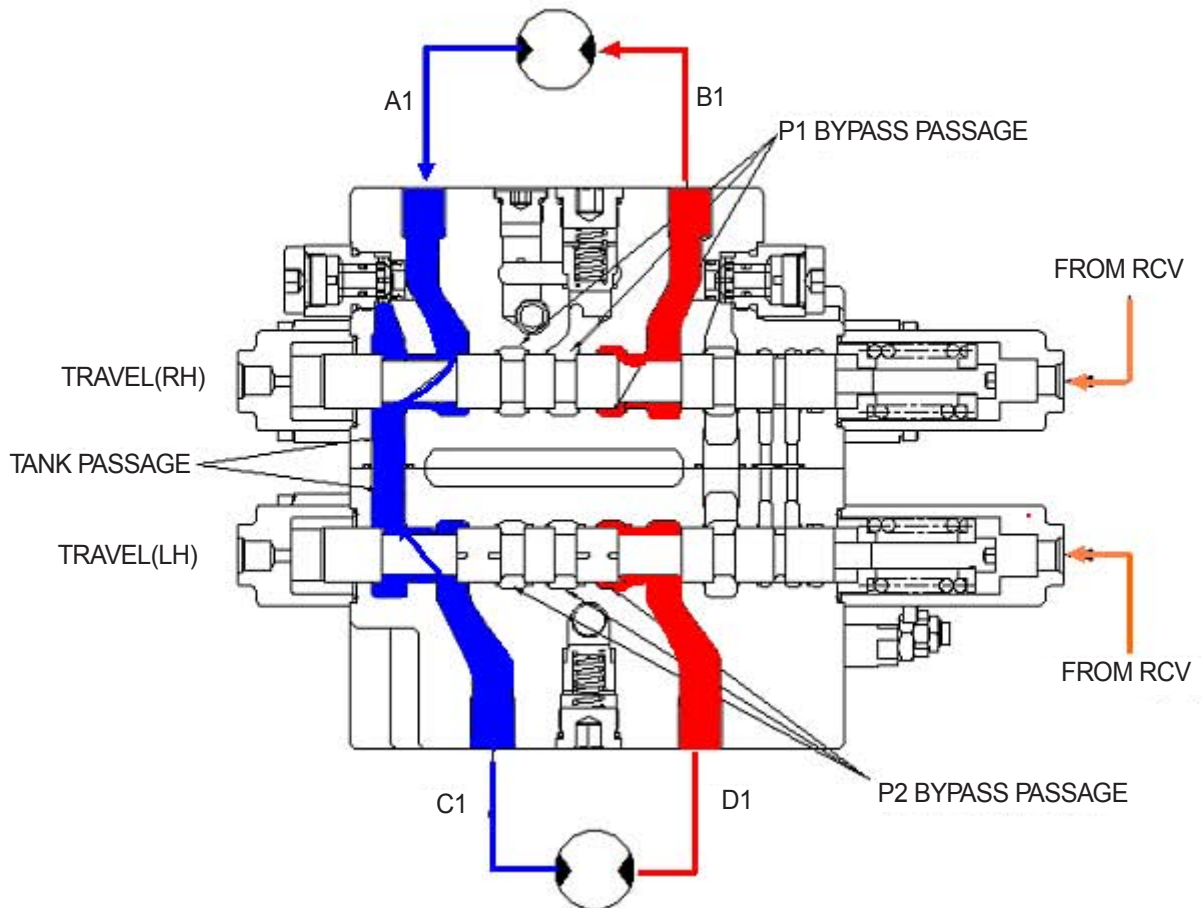 A1
B1
P1 BYPASS PASSAGE
FROM RCV
TRAVEL(RH)
TANK PASSAGE
TRAVEL(LH)
FROM RCV
P2 BYPASS PASSAGE
C1
D1